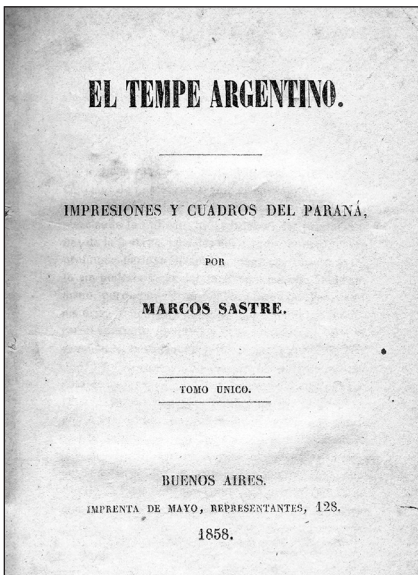 EL TEMPE ARGENTINO.
IMPRESIONES Y CUADROS DEL PARANÁ,
POR
MARCOS SASTRE.
TOMO UNICO.
BUENOS AIRES.
IMPRENTA DE MAYO, REPRESENTANTES, 128.
1858.